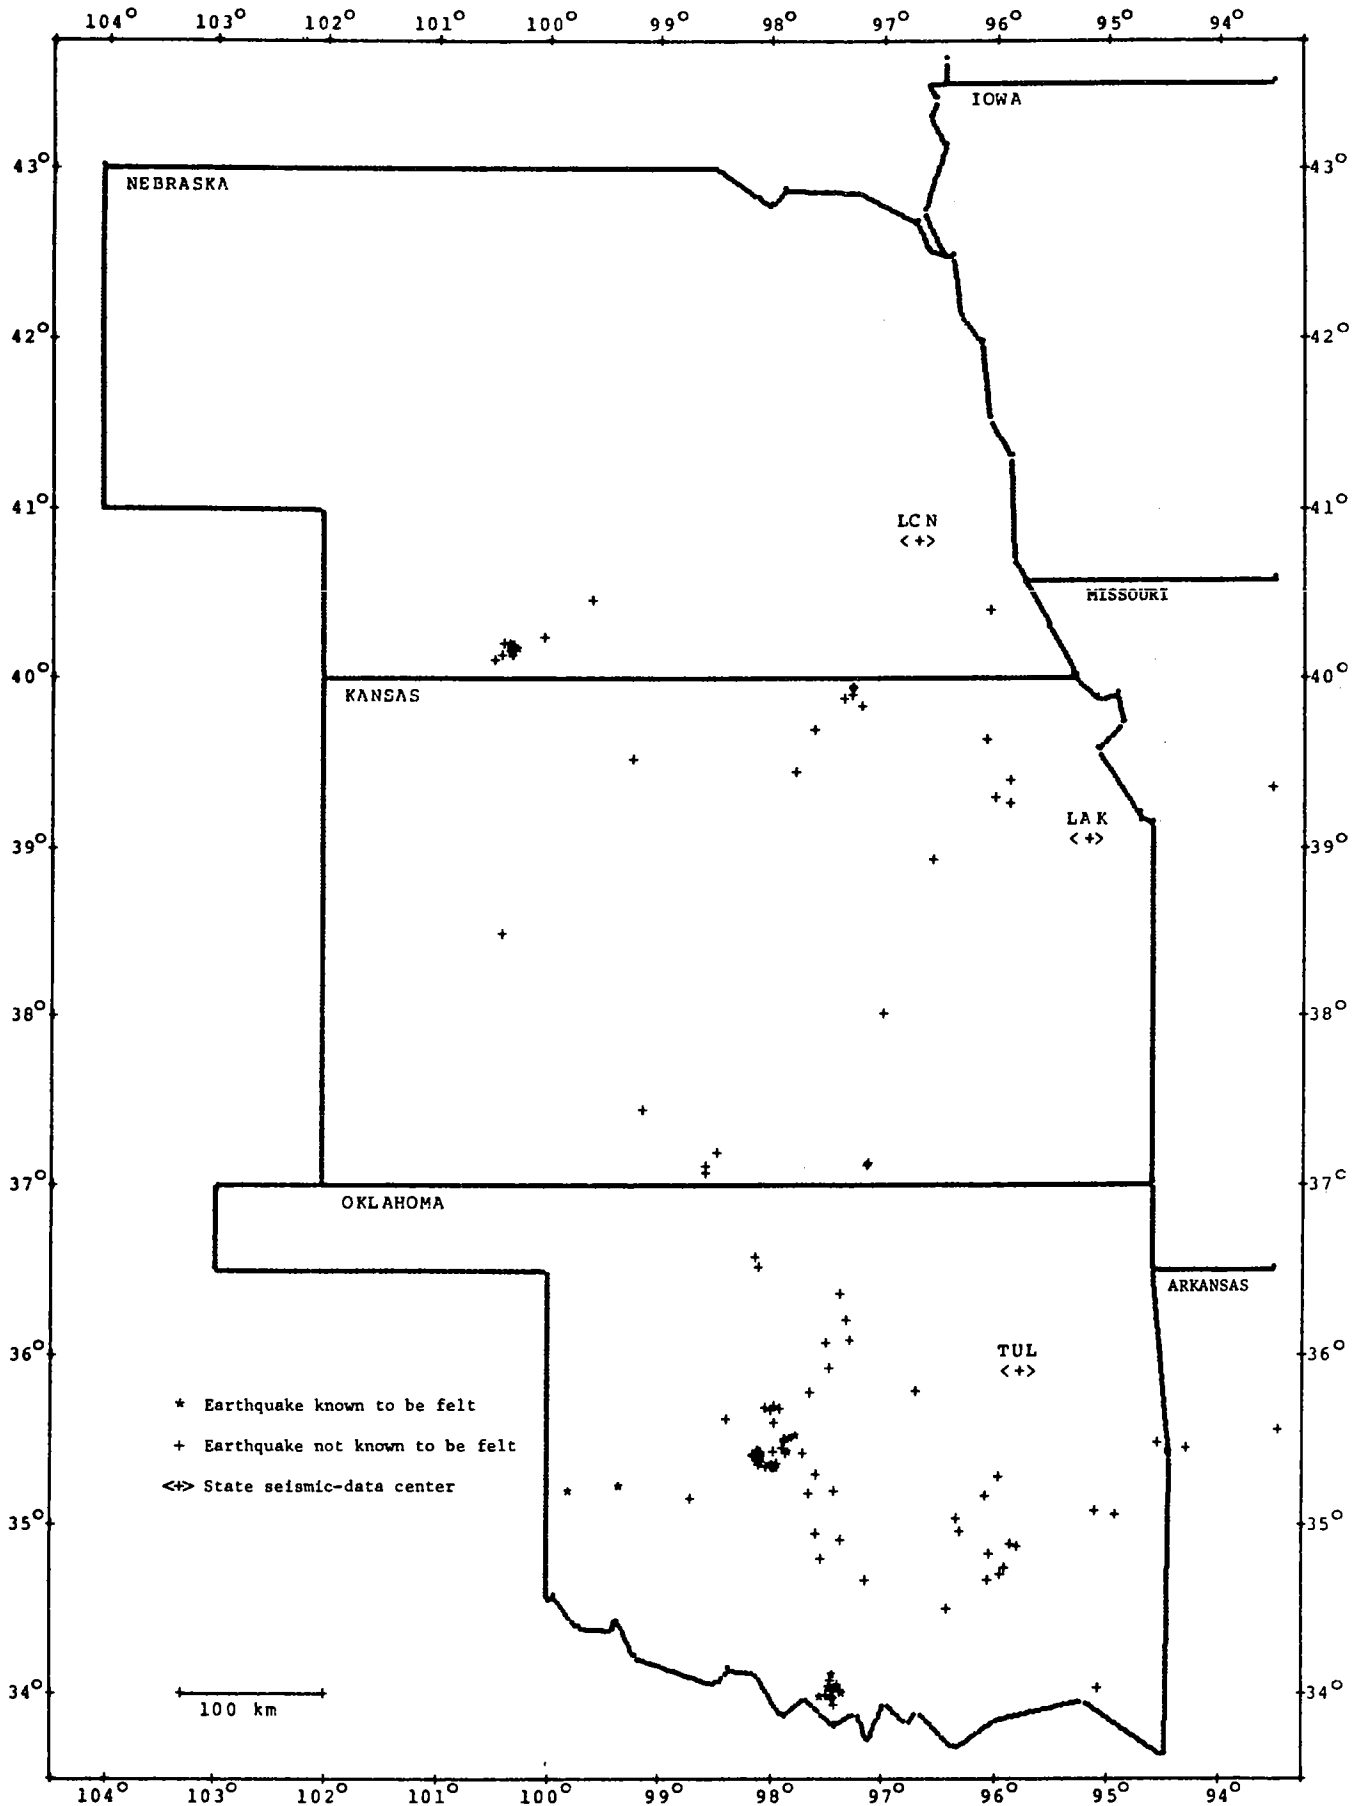 104° 103° 102° 101° 100° 99° 98° 97° 96° 95° 94°
IOWA
43° 43°
NEBRASKA
42° 42°
41° 41°
LCN
<+>
MISSOURI
40° 40°
KANSAS
LAK
<+>
39° 39°
38° 38°
37° 37c
OKLAHOMA
ARKANSAS
36° 36°
TUL
<+>
* Earthquake known to be felt
+ Earthquake not known to be felt
<+> State seismic-data center
35° 35°
34° 34°
100 km
104° 103° 102° 101° 100° 99° 98° 97° 96° 95° 94°